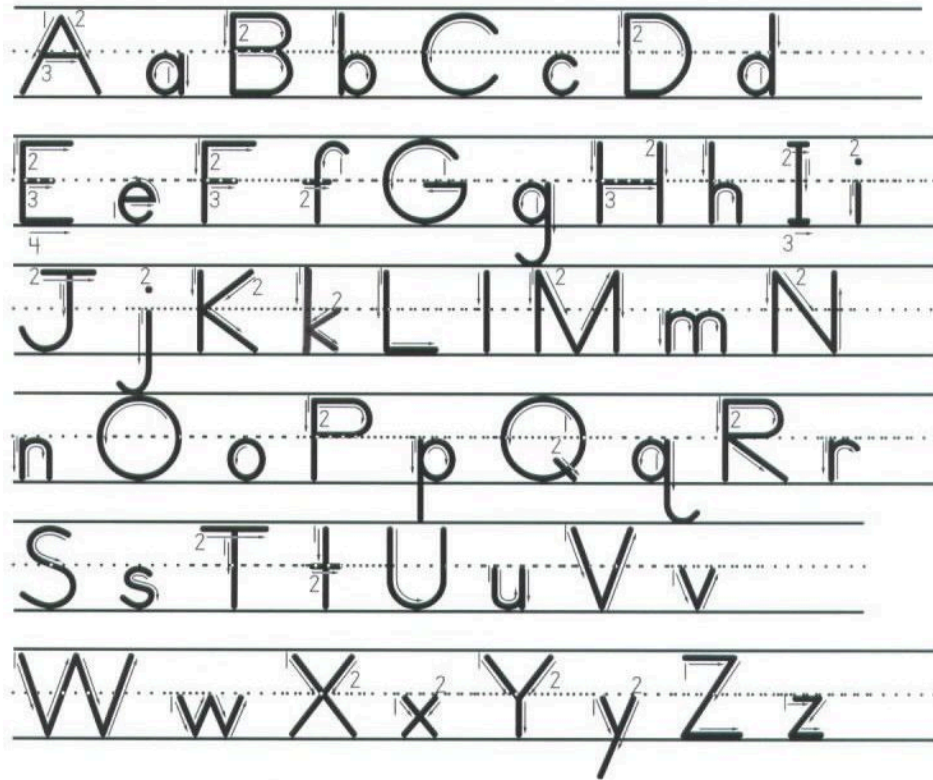 A a B b C c D d
E e F f G g H h I i
J j K k L l M m N
n O o P p Q q R r
S s T t U u V v
W w X x Y y Z z